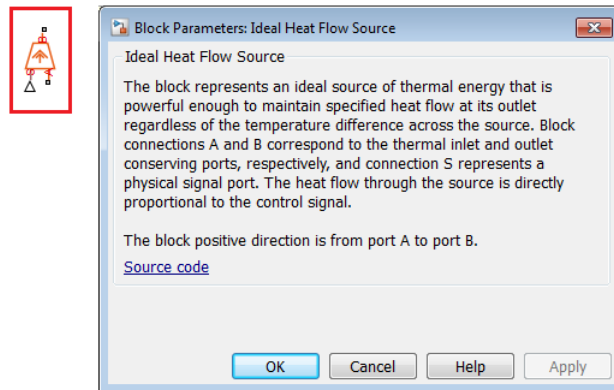 Block Parameters: Ideal Heat Flow Source
Ideal Heat Flow Source
The block represents an ideal source of thermal energy that is
powerful enough to maintain specified heat flow at its outlet
regardless of the temperature difference across the source. Block
connections A and B correspond to the thermal inlet and outlet
conserving ports, respectively, and connection S represents a
physical signal port. The heat flow through the source is directly
proportional to the control signal.
The block positive direction is from port A to port B.
Source code
OK Cancel Help Apply